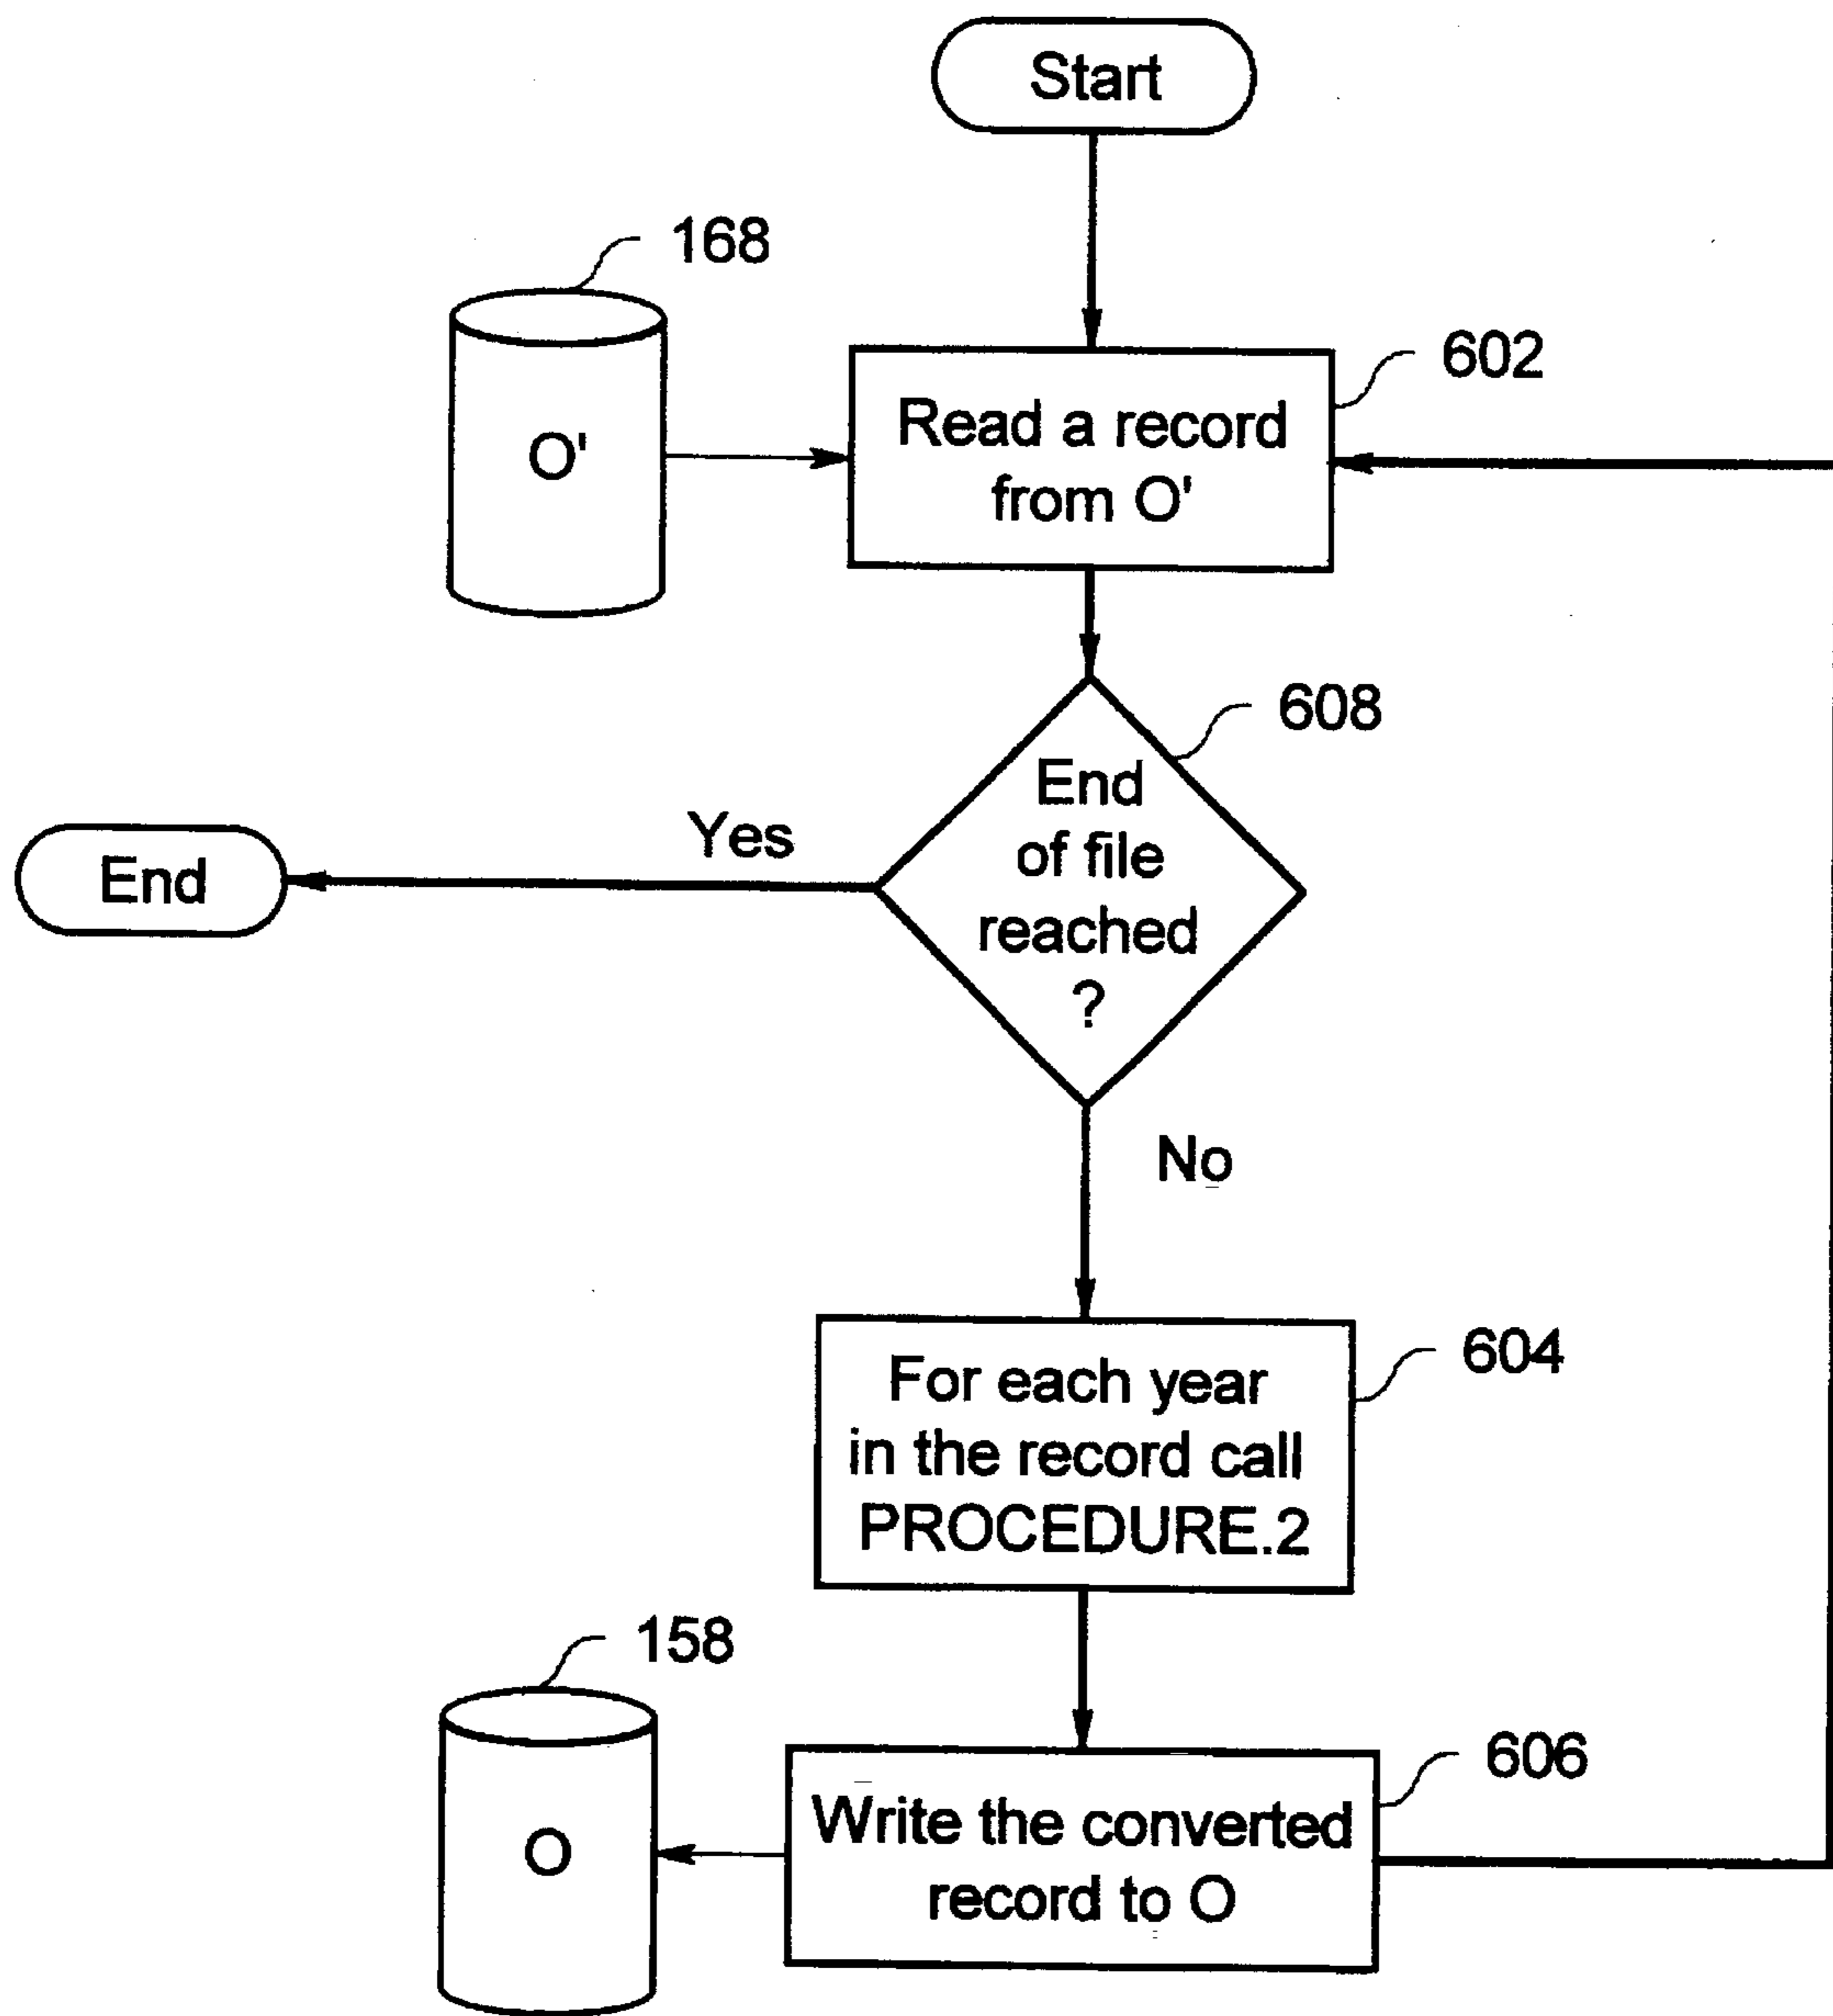 Start
168
602
O'
Read a record
from O'
608
End
of file
reached
?
Yes
End
No
604
For each year
in the record call
PROCEDURE.2
158
606
O
Write the converted
record to O